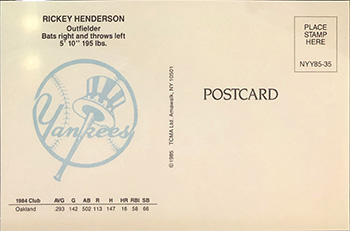 RICKEY HENDERSON
Outfielder
Bats right and throws left
5' 10" 195 lbs.
Yankees
1984 Club AVG G AB R H HR RBI SB
Oakland .293 142 502 113 147 16 58 66
©1985 TCMA Ltd. Amawalk, NY 10501
POSTCARD
PLACE
STAMP
HERE
NYY85-35